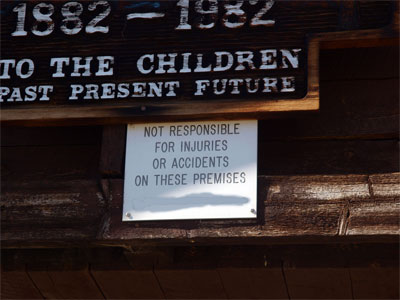 1882 — 1982
TO THE CHILDREN
PAST PRESENT FUTURE
NOT RESPONSIBLE
FOR INJURIES
OR ACCIDENTS
ON THESE PREMISES